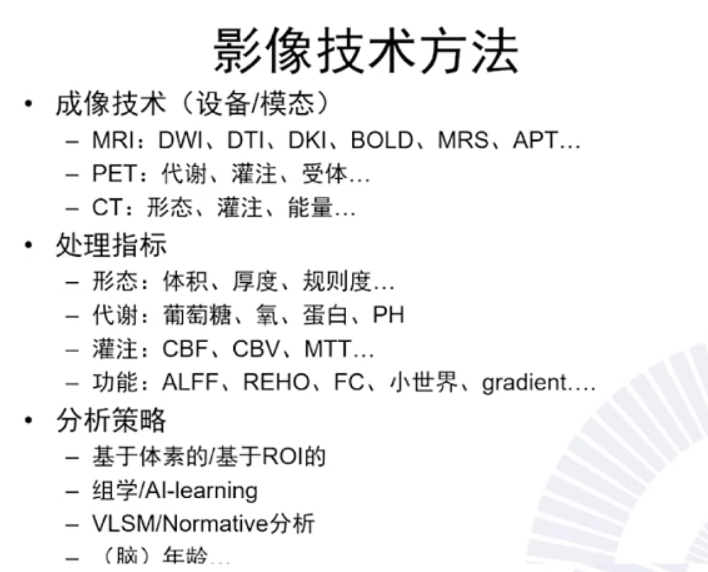 影像技术方法
• 成像技术（设备/模态）
– MRI：DWI、DTI、DKI、BOLD、MRS、APT…
– PET：代谢、灌注、受体…
– CT：形态、灌注、能量…
• 处理指标
– 形态：体积、厚度、规则度…
– 代谢：葡萄糖、氧、蛋白、PH
– 灌注：CBF、CBV、MTT…
– 功能：ALFF、REHO、FC、小世界、gradient….
• 分析策略
– 基于体素的/基于ROI的
– 组学/AI-learning
– VLSM/Normative分析
– （脑）年龄…